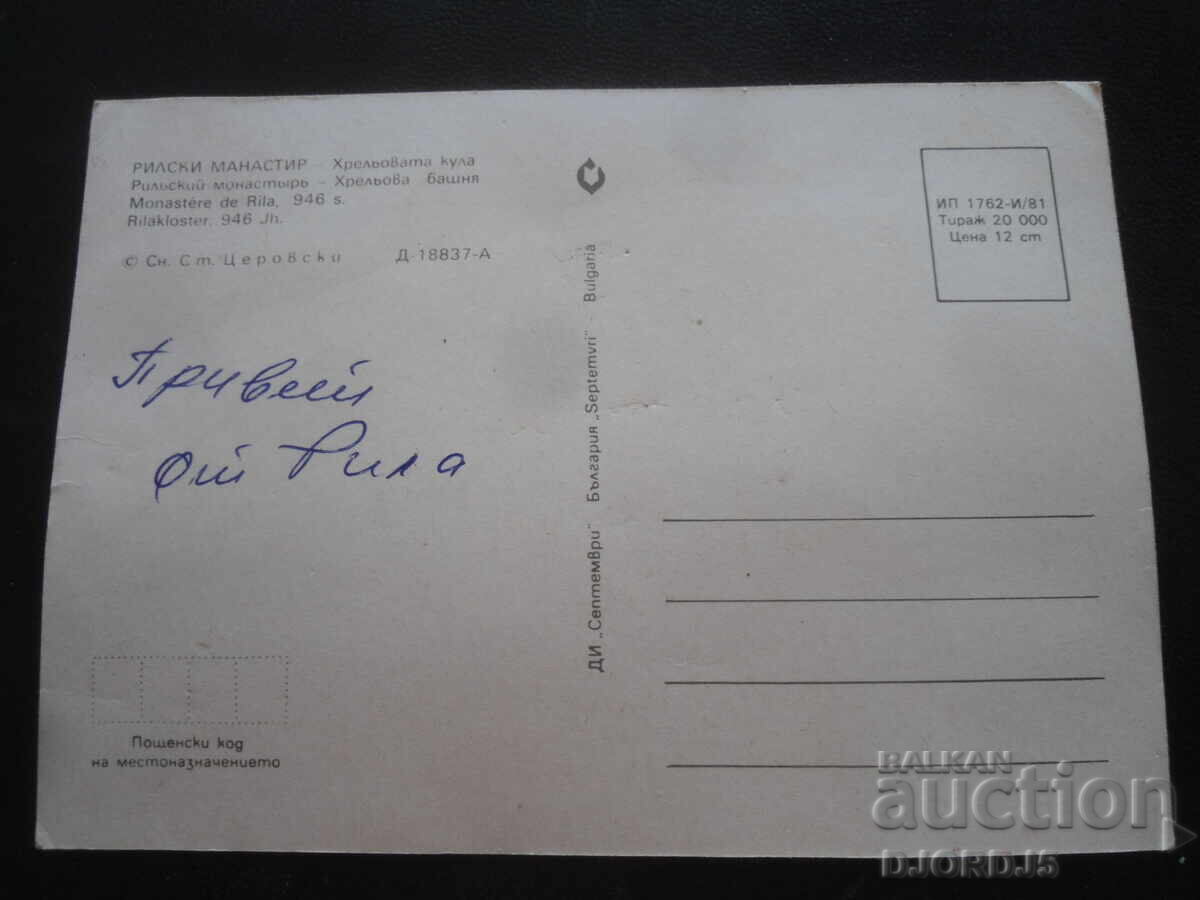 РИЛСКИ МАНАСТИР – Хрельовата кула
Рильский монастырь – Хрельова башня
Monastére de Rila, 946 s.
Rilakloster, 946 Jh.
© Сн. Ст. Церовски Д-18837-А
Привет
от Рила
Пощенски код
на местоназначението
ДИ „Септември" България „Septemvri" - Bulgaria
ИП 1762-И/81
Тираж 20 000
Цена 12 ст
BALKAN
auction
DJORDJ5